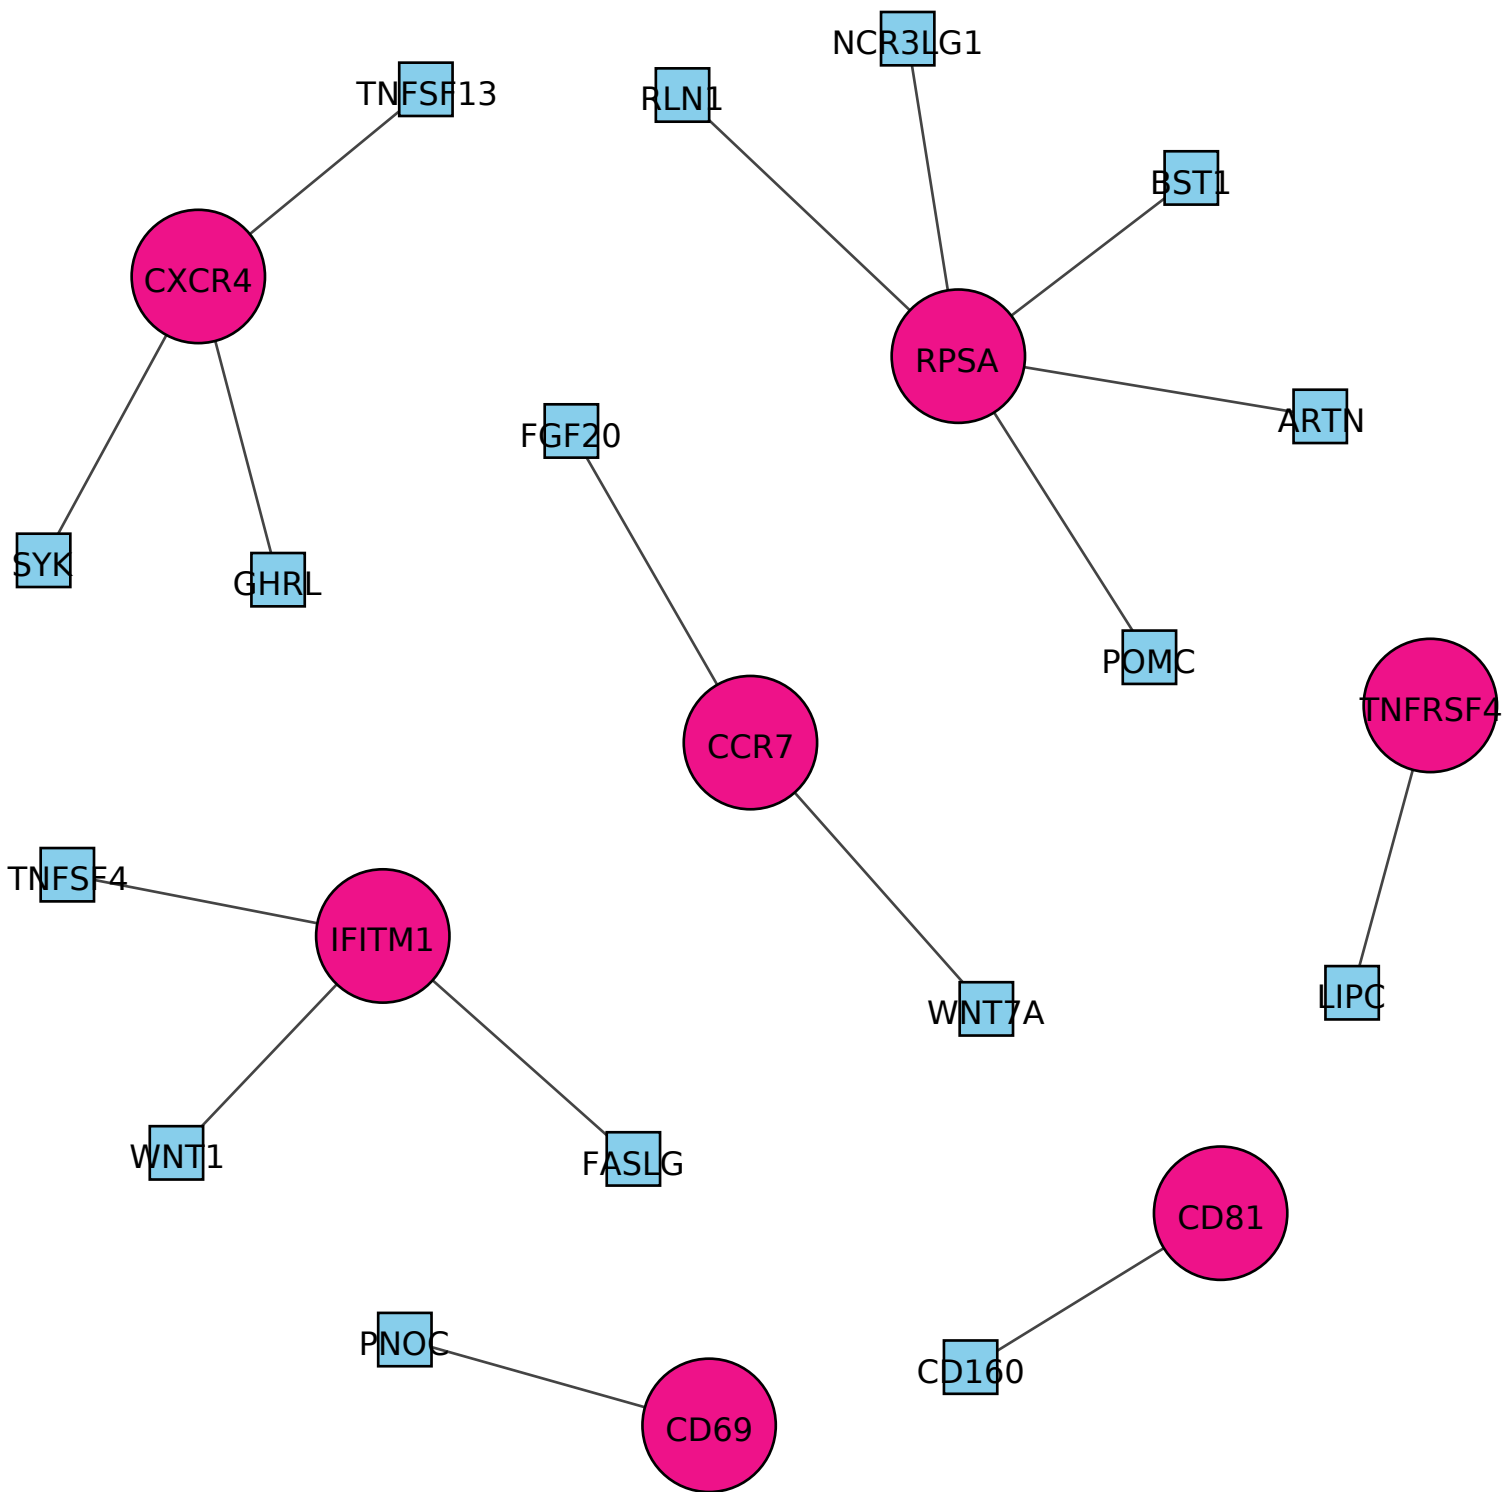 NCR3LG1
TNFSF13
RLN1
BST1
CXCR4
RPSA
ARTN
FGF20
SYK
GHRL
POMC
TNFRSF4
CCR7
TNFSF4
IFITM1
LIPC
WNT7A
WNT1
FASLG
CD81
PNOC
CD160
CD69